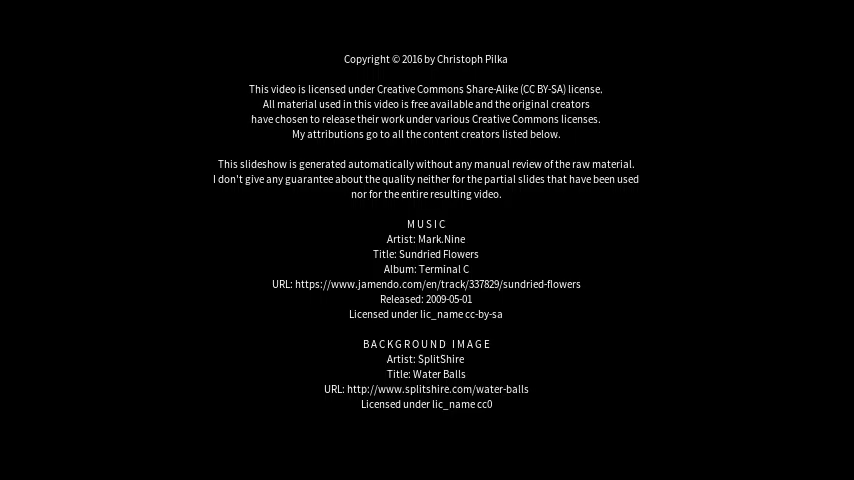 Copyright © 2016 by Christoph Pilka
This video is licensed under Creative Commons Share-Alike (CC BY-SA) license.
All material used in this video is free available and the original creators
have chosen to release their work under various Creative Commons licenses.
My attributions go to all the content creators listed below.
This slideshow is generated automatically without any manual review of the raw material.
I don't give any guarantee about the quality neither for the partial slides that have been used
nor for the entire resulting video.
MUSIC
Artist: Mark.Nine
Title: Sundried Flowers
Album: Terminal C
URL: https://www.jamendo.com/en/track/337829/sundried-flowers
Released: 2009-05-01
Licensed under lic_name cc-by-sa
BACKGROUND IMAGE
Artist: SplitShire
Title: Water Balls
URL: http://www.splitshire.com/water-balls
Licensed under lic_name cc0